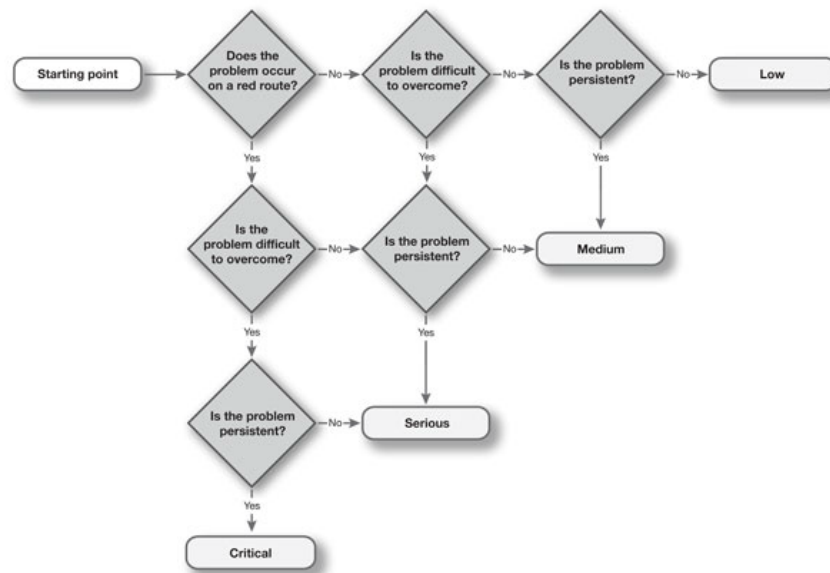 Starting point
Does the
problem occur
on a red route?
No
Is the
problem difficult
to overcome?
No
Is the problem
persistent?
No
Low
Yes
Yes
Yes
Is the
problem difficult
to overcome?
No
Is the problem
persistent?
No
Medium
Yes
Yes
Is the problem
persistent?
No
Serious
Yes
Critical